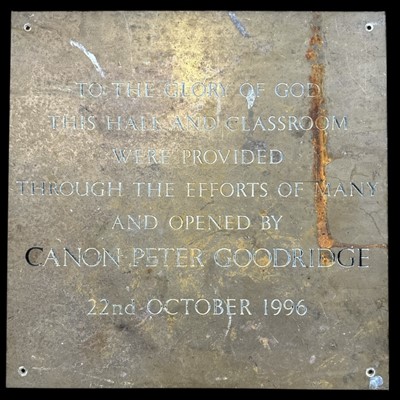 TO THE GLORY OF GOD
THIS HALL AND CLASSROOM
WERE PROVIDED
THROUGH THE EFFORTS OF MANY
AND OPENED BY
CANON PETER GOODRIDGE
22nd OCTOBER 1996